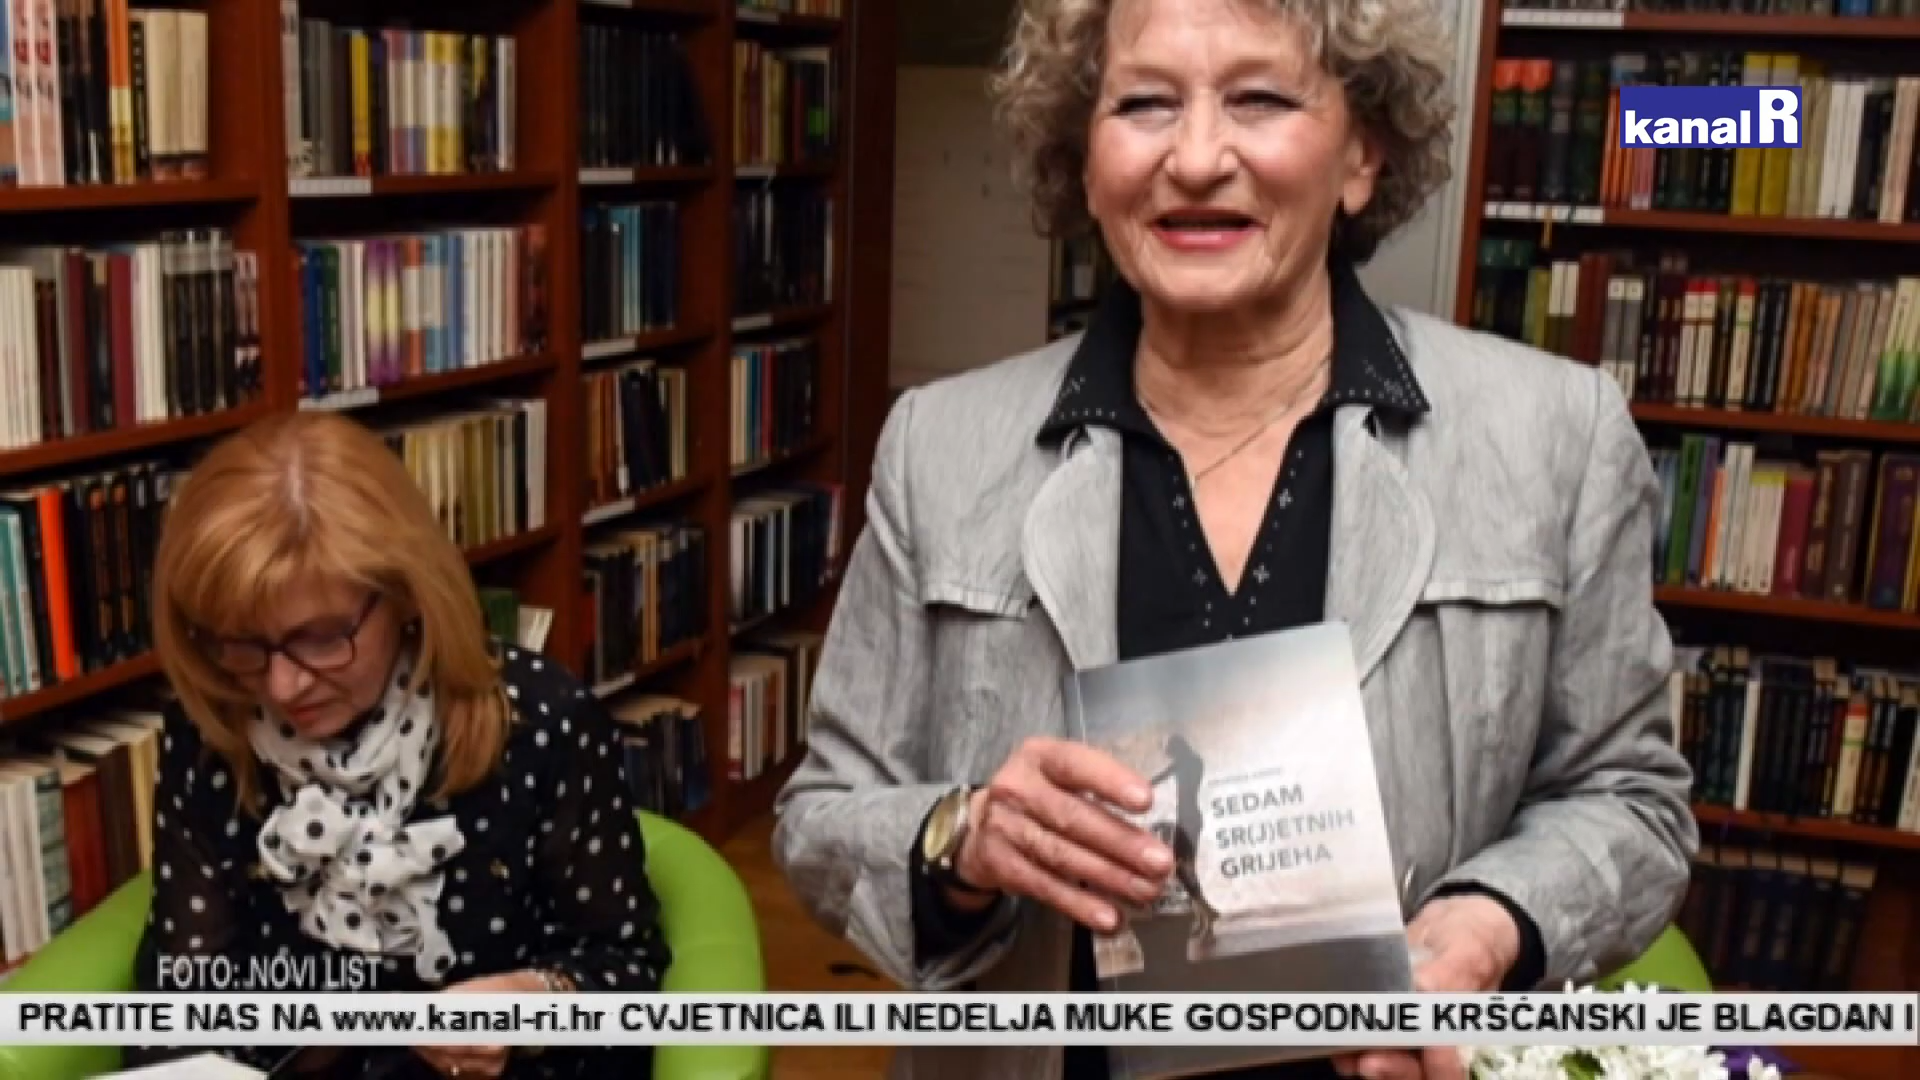 kanal R
SEDAM
SR(J)ETNIH
GRIJEHA
FOTO: NOVI LIST
PRATITE NAS NA www.kanal-ri.hr CVJETNICA ILI NEDELJA MUKE GOSPODNJE KRŠĆANSKI JE BLAGDAN I